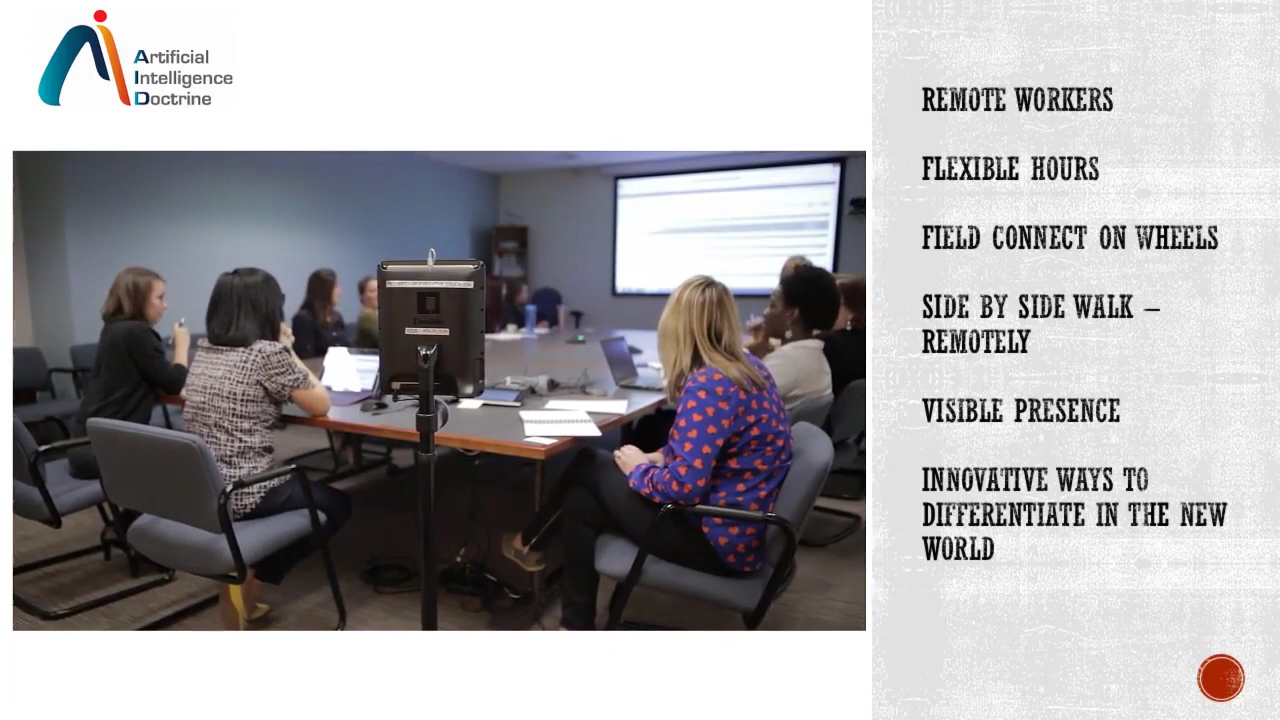 Artificial
Intelligence
Doctrine
REMOTE WORKERS
FLEXIBLE HOURS
FIELD CONNECT ON WHEELS
SIDE BY SIDE WALK –
REMOTELY
VISIBLE PRESENCE
INNOVATIVE WAYS TO
DIFFERENTIATE IN THE NEW
WORLD